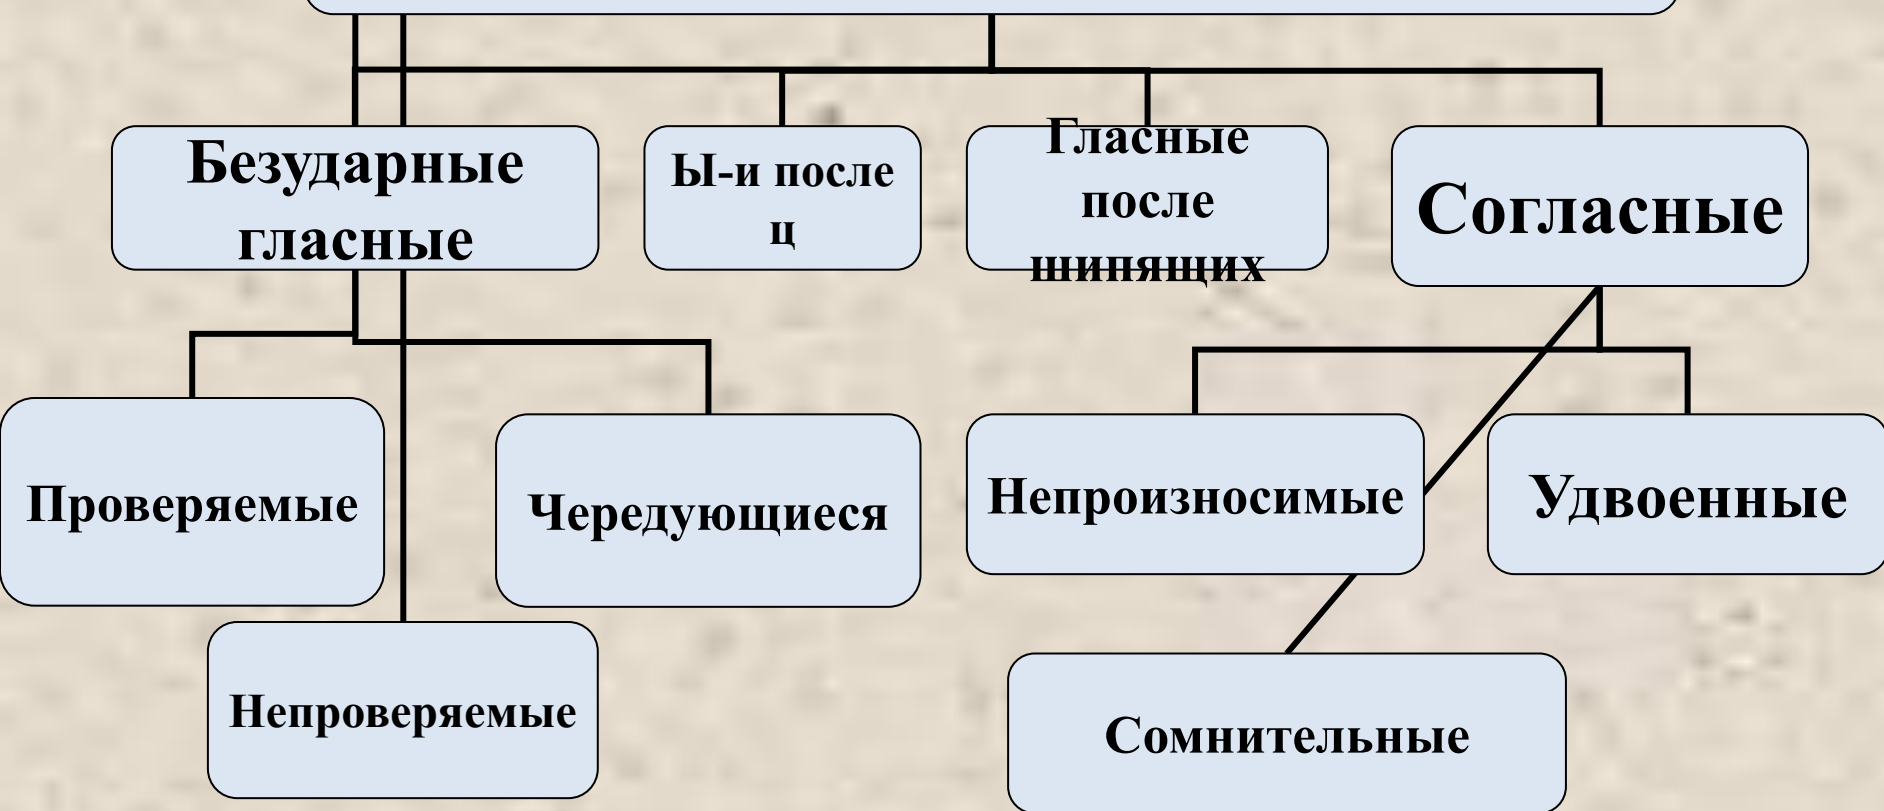 Безударные
гласные
Ы-и после
ц
Гласные
после
шипящих
Согласные
Проверяемые
Чередующиеся
Непроизносимые
Удвоенные
Непроверяемые
Сомнительные